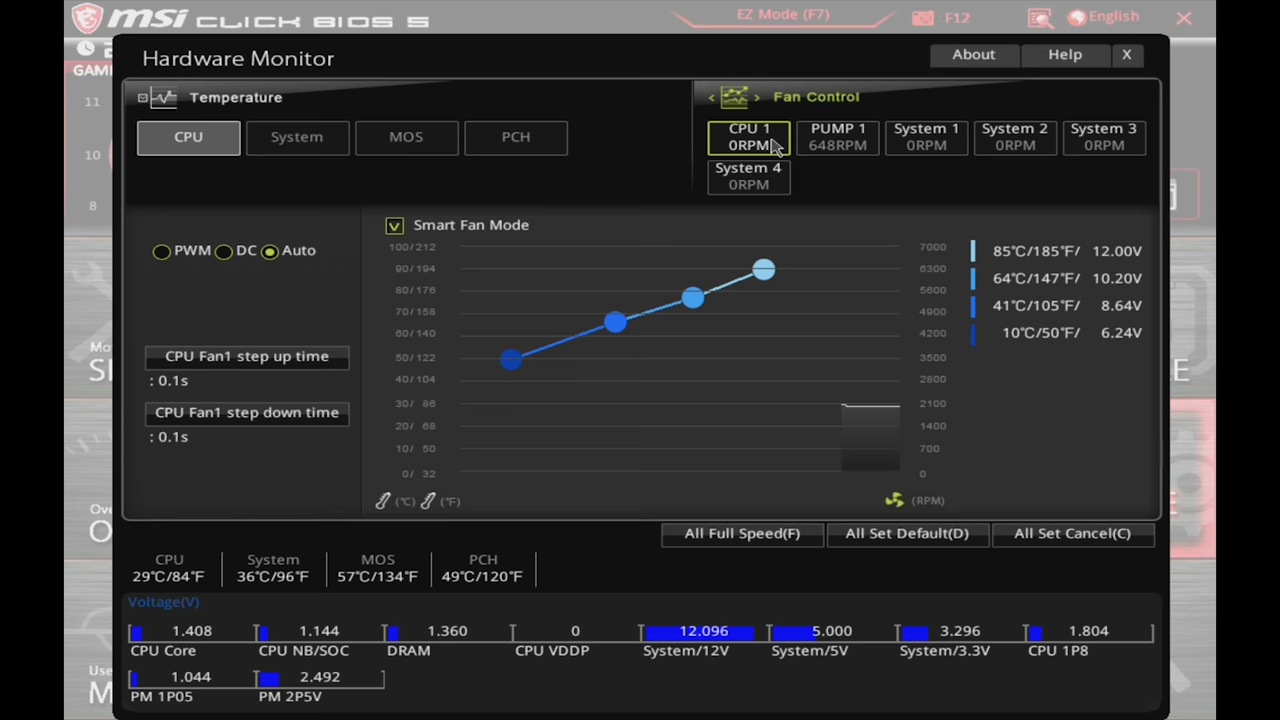 msi CLICK BIOS 5
EZ Mode (F7)
F12
English
GAM
11
10
8
Hardware Monitor
About
Help
X
Temperature
Fan Control
CPU
System
MOS
PCH
CPU 1
0RPM
PUMP 1
648RPM
System 1
0RPM
System 2
0RPM
System 3
0RPM
System 4
0RPM
PWM
DC
Auto
Smart Fan Mode
100/212
90/194
80/176
70/158
60/140
50/122
40/104
30/ 86
20/ 68
10/ 50
0/ 32
7000
6300
5600
4900
4200
3500
2800
2100
1400
700
0
(℃)
(℉)
(RPM)
85℃/185℉/ 12.00V
64℃/147℉/ 10.20V
41℃/105℉/ 8.64V
10℃/50℉/ 6.24V
CPU Fan1 step up time
: 0.1s
CPU Fan1 step down time
: 0.1s
All Full Speed(F)
All Set Default(D)
All Set Cancel(C)
CPU
29℃/84℉
System
36℃/96℉
MOS
57℃/134℉
PCH
49℃/120℉
Voltage(V)
1.408
CPU Core
1.144
CPU NB/SOC
1.360
DRAM
0
CPU VDDP
12.096
System/12V
5.000
System/5V
3.296
System/3.3V
1.804
CPU 1P8
1.044
PM 1P05
2.492
PM 2P5V